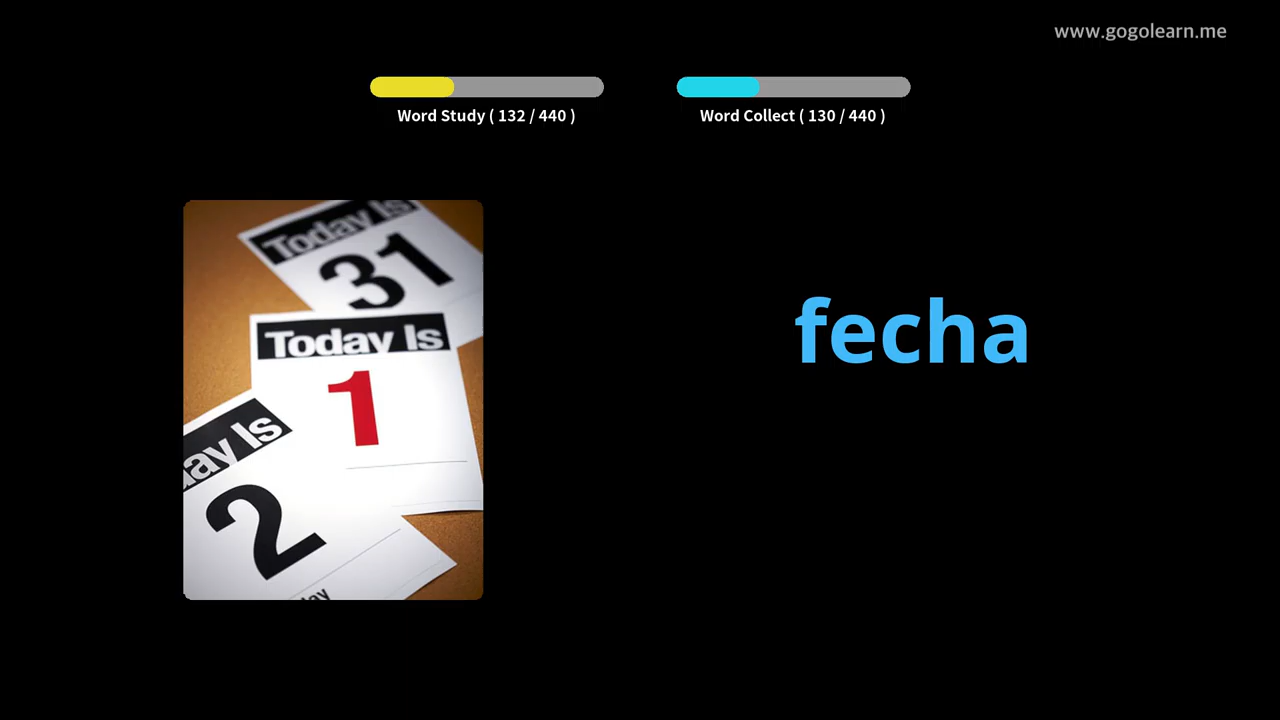 www.gogolearn.me
Word Study ( 132 / 440 )
Word Collect ( 130 / 440 )
Today Is
31
Today Is
1
day Is
2
fecha